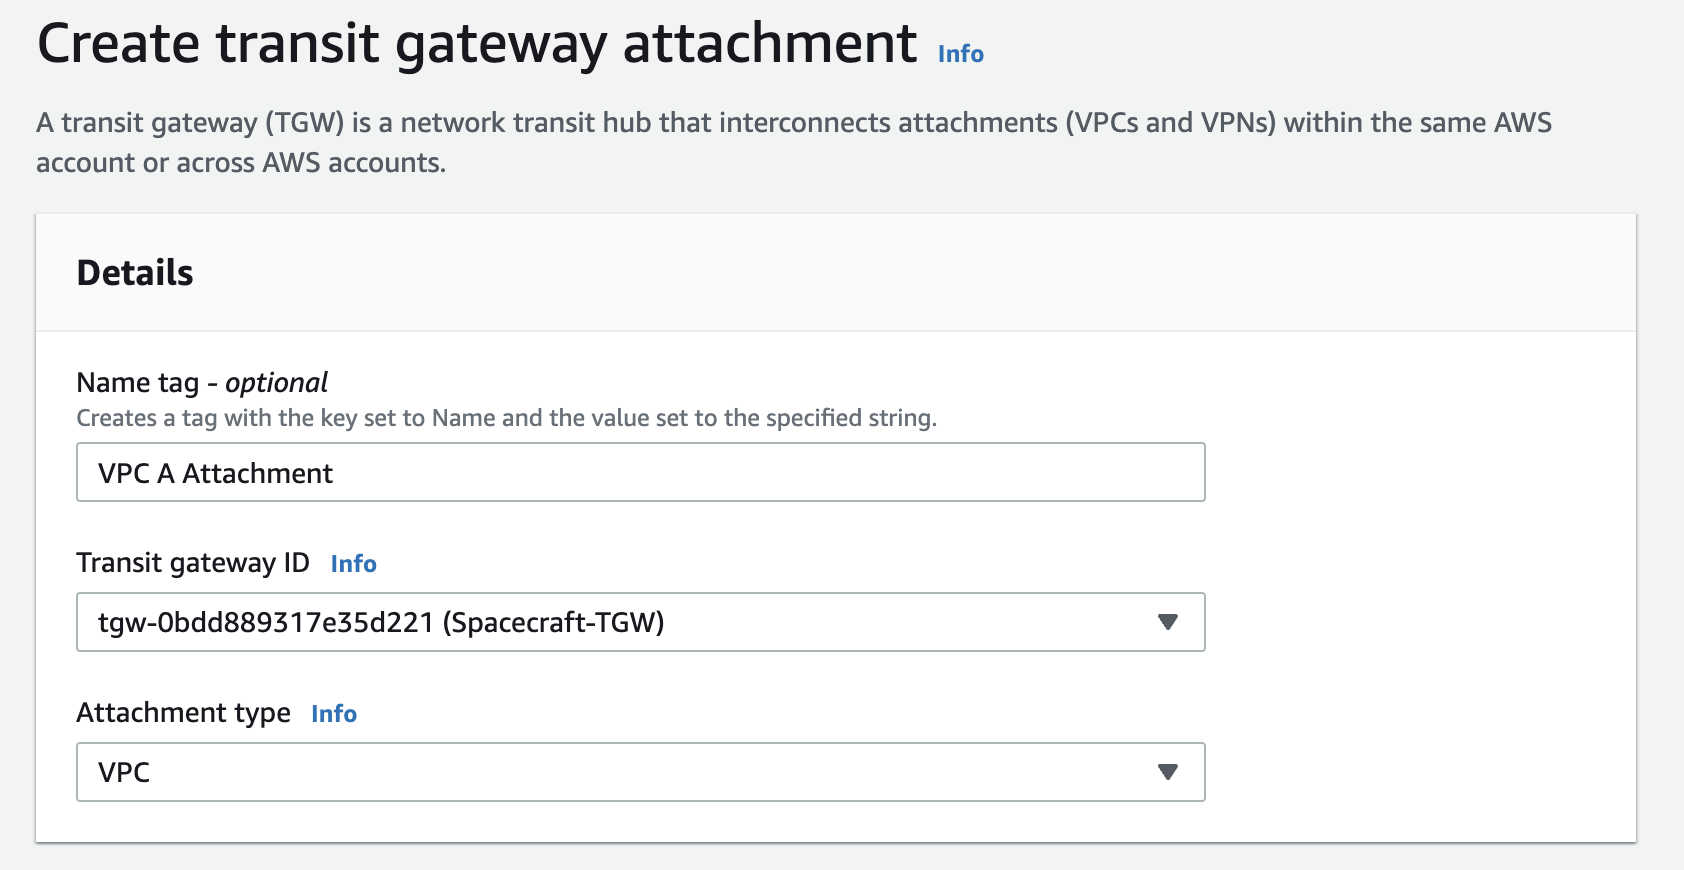 Create transit gateway attachment Info
A transit gateway (TGW) is a network transit hub that interconnects attachments (VPCs and VPNs) within the same AWS
account or across AWS accounts.
Details
Name tag - optional
Creates a tag with the key set to Name and the value set to the specified string.
VPC A Attachment
Transit gateway ID Info
tgw-0bdd889317e35d221 (Spacecraft-TGW)
Attachment type Info
VPC